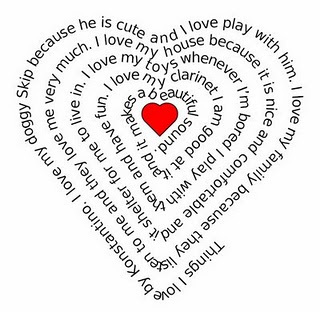 Things I love by Konstantino. I love my doggy Skip because he is cute and I love play with him. I love my family because they listen to me and they love me very much. I love my house because it is nice and comfortable and it shelter for me to live in. I love my toys whenever I'm bored I play with them and have fun. I love my clarinet, I am good at it and it makes a beautiful sound.